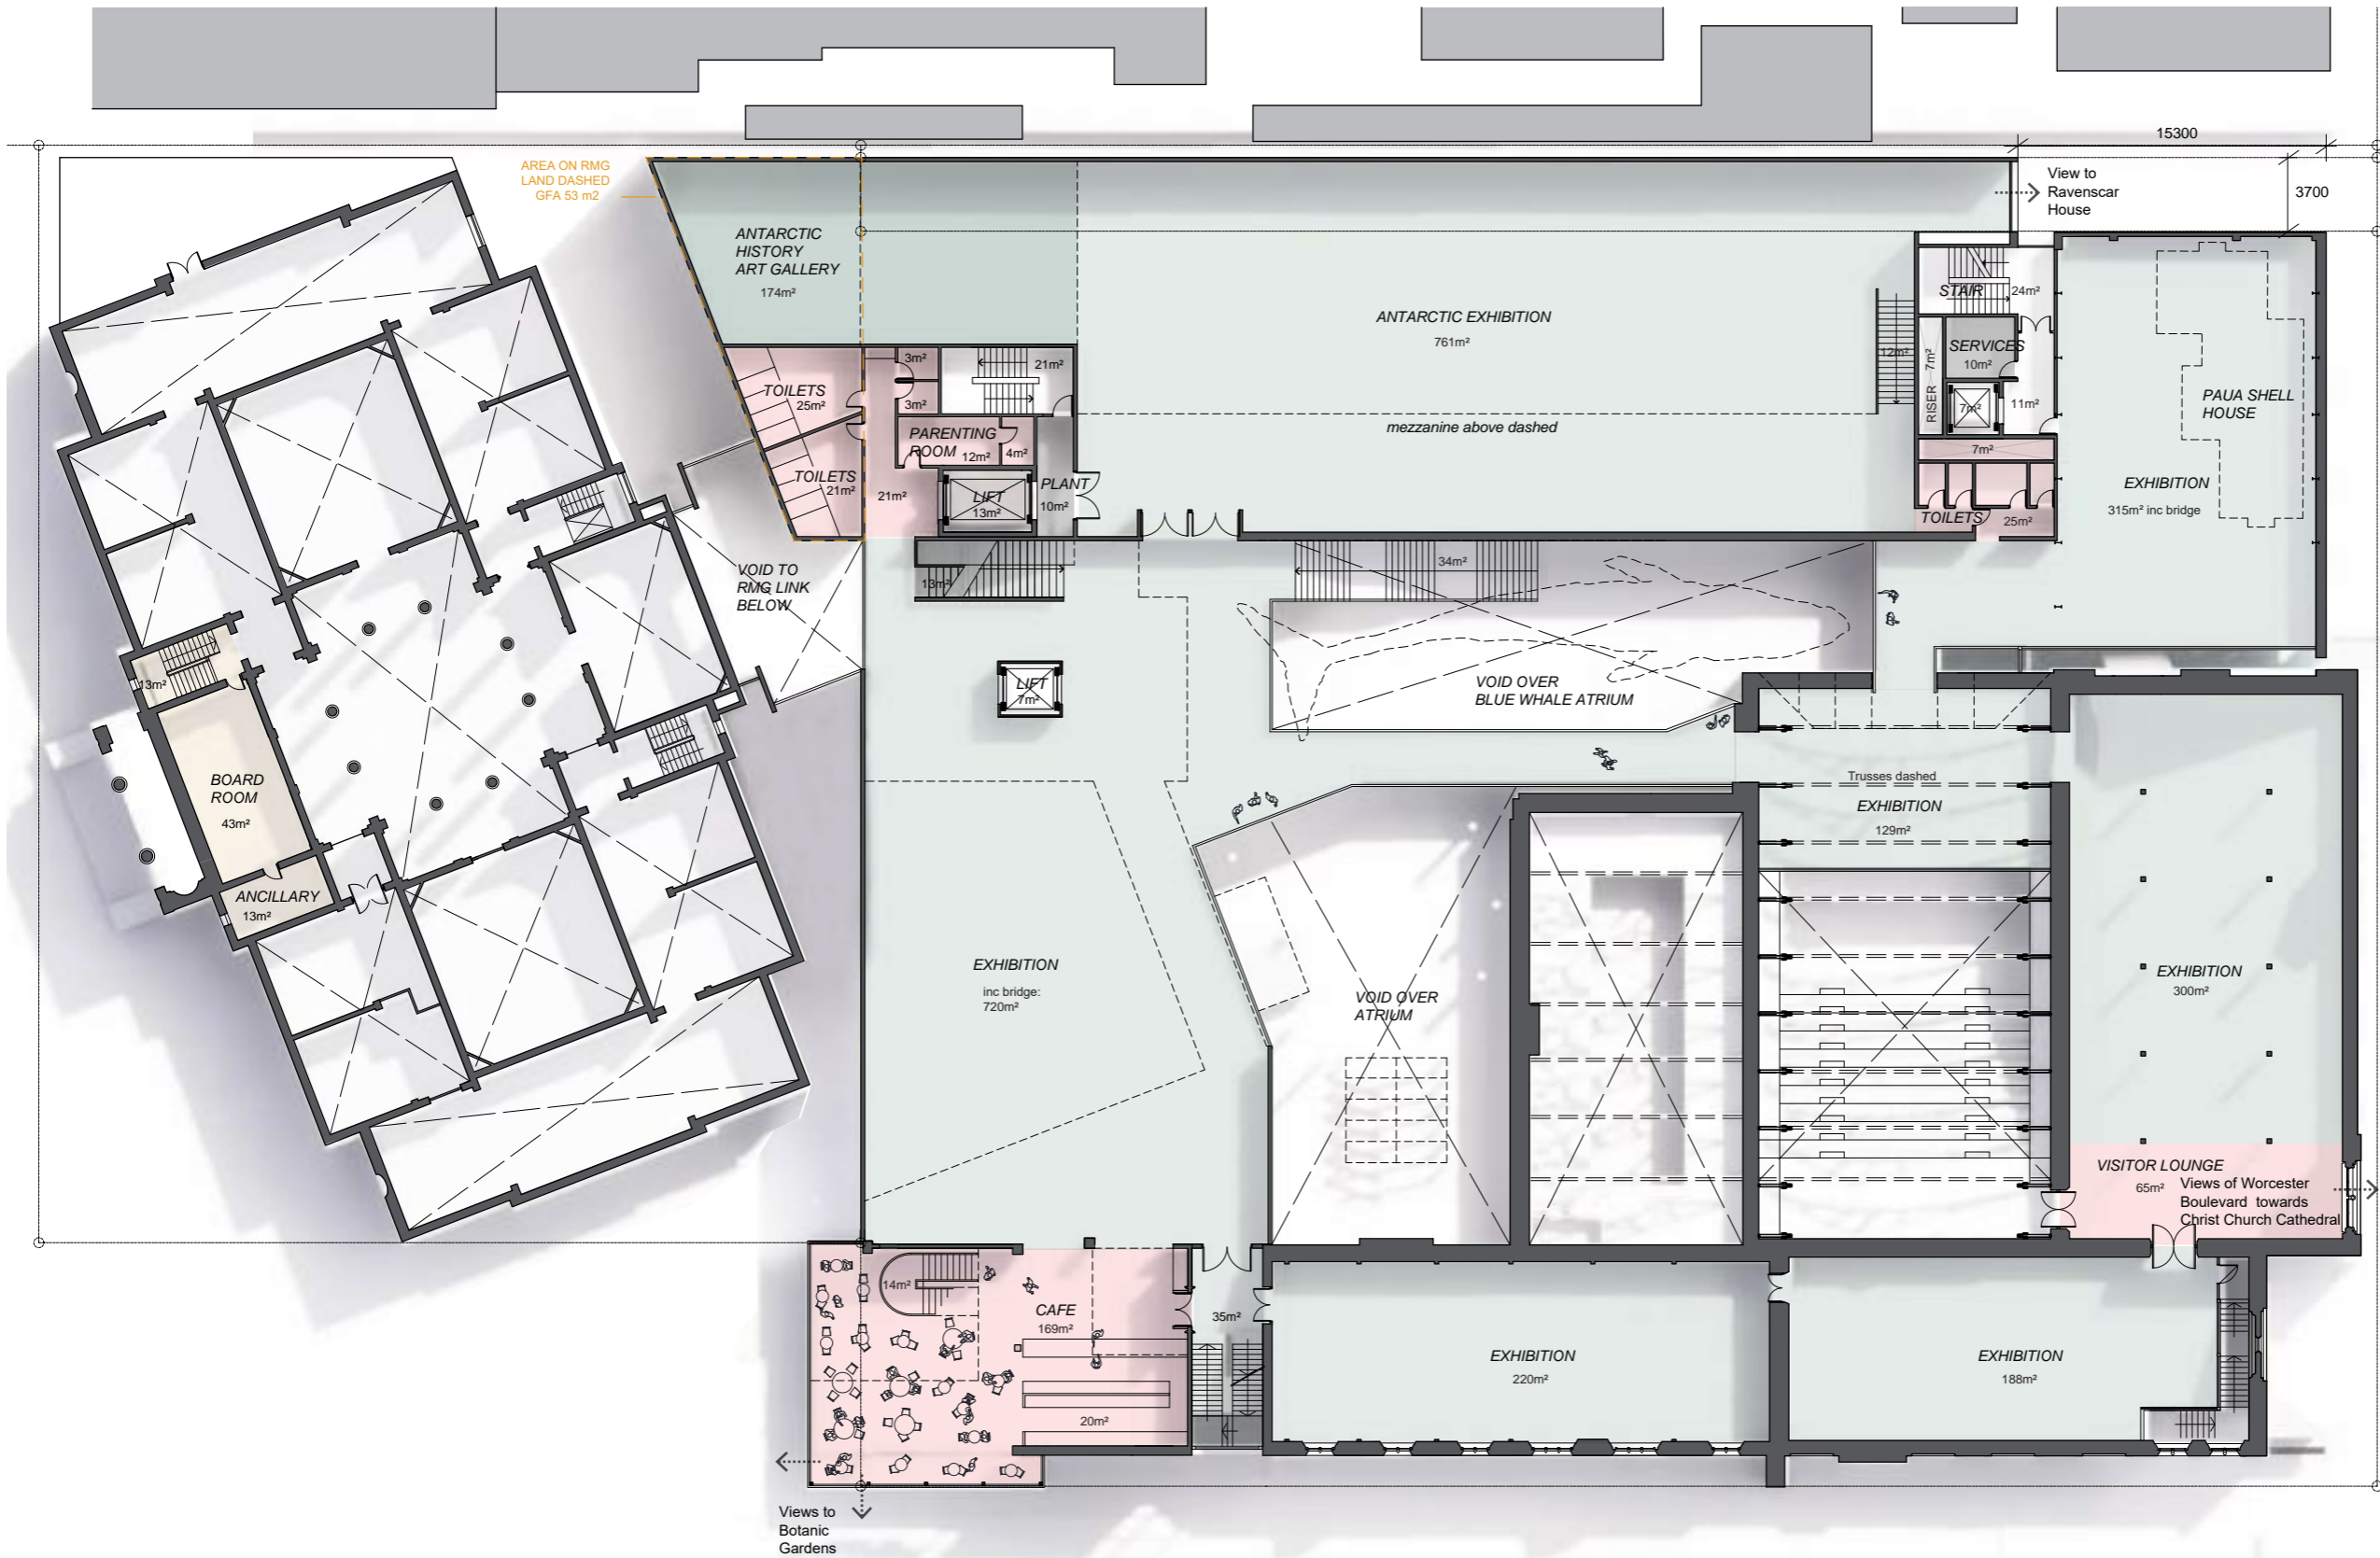 15300
3700
AREA ON RMG
LAND DASHED
GFA 53 m2
View to
Ravenscar
House
ANTARCTIC
HISTORY
ART GALLERY
174m²
ANTARCTIC EXHIBITION
761m²
mezzanine above dashed
STAIR
24m²
SERVICES
10m²
RISER 7m²
12m²
7m²
11m²
7m²
TOILETS
25m²
PAUA SHELL
HOUSE
EXHIBITION
315m² inc bridge
TOILETS
25m²
3m²
3m²
21m²
PARENTING
ROOM 12m²
4m²
TOILETS
21m²
21m²
LIFT
13m²
PLANT
10m²
VOID TO
RMG LINK
BELOW
13m²
34m²
LIFT
7m²
VOID OVER
BLUE WHALE ATRIUM
13m²
BOARD
ROOM
43m²
ANCILLARY
13m²
Trusses dashed
EXHIBITION
129m²
EXHIBITION
inc bridge:
720m²
VOID OVER
ATRIUM
EXHIBITION
300m²
VISITOR LOUNGE
65m²
Views of Worcester
Boulevard towards
Christ Church Cathedral
14m²
CAFE
169m²
20m²
35m²
EXHIBITION
220m²
EXHIBITION
188m²
Views to
Botanic
Gardens